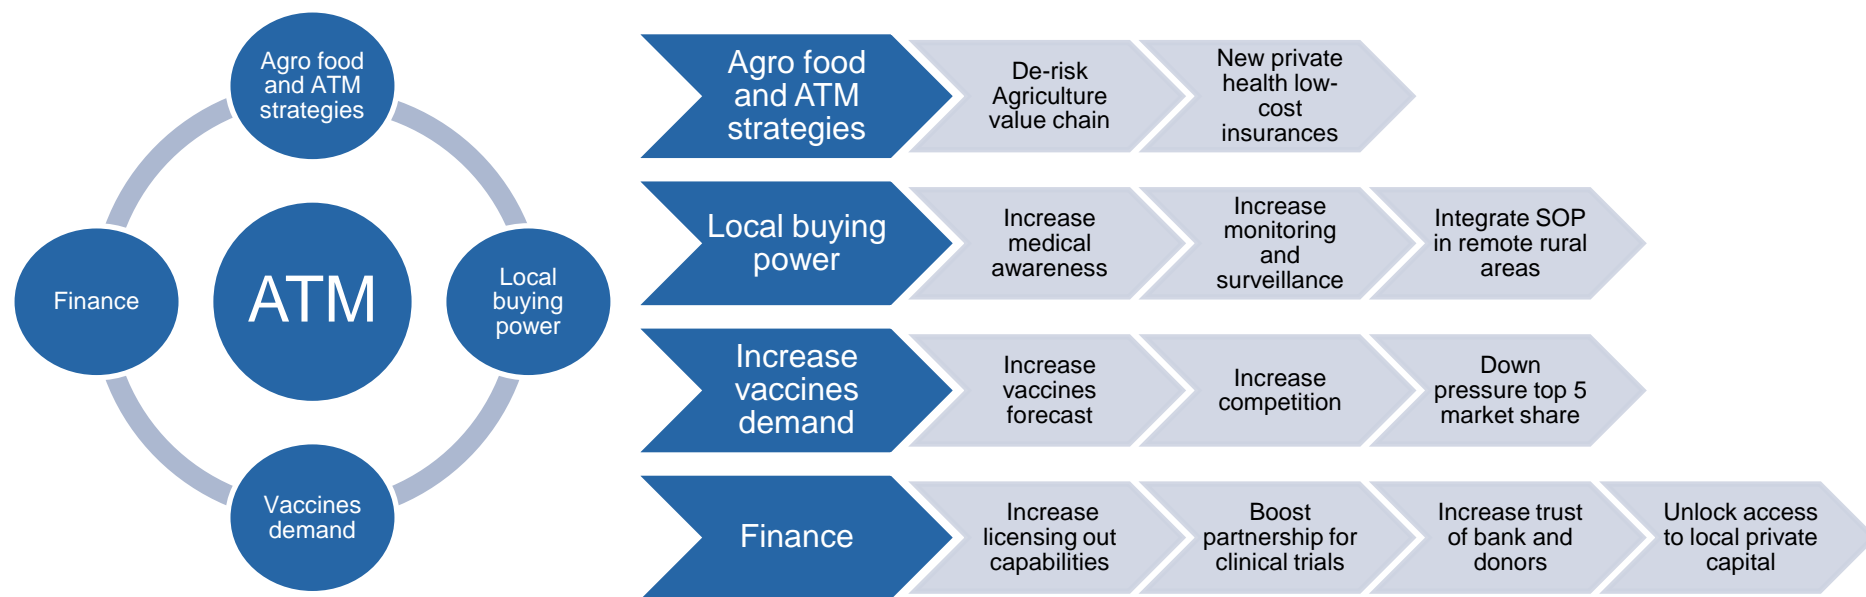 Agro food
and ATM
strategies
Finance
ATM
Local
buying
power
Vaccines
demand
Agro food
and ATM
strategies
De-risk
Agriculture
value chain
New private
health low-
cost
insurances
Local buying
power
Increase
medical
awareness
Increase
monitoring
and
surveillance
Integrate SOP
in remote rural
areas
Increase
vaccines
demand
Increase
vaccines
forecast
Increase
competition
Down
pressure top 5
market share
Finance
Increase
licensing out
capabilities
Boost
partnership for
clinical trials
Increase trust
of bank and
donors
Unlock access
to local private
capital